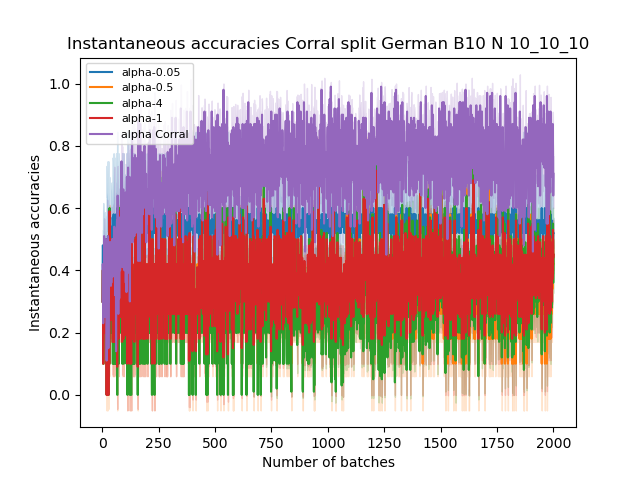 Instantaneous accuracies Corral split German B10 N 10_10_10
alpha-0.05
alpha-0.5
alpha-4
alpha-1
alpha Corral
1.0
0.8
0.6
0.4
0.2
0.0
Instantaneous accuracies
0 250 500 750 1000 1250 1500 1750 2000
Number of batches